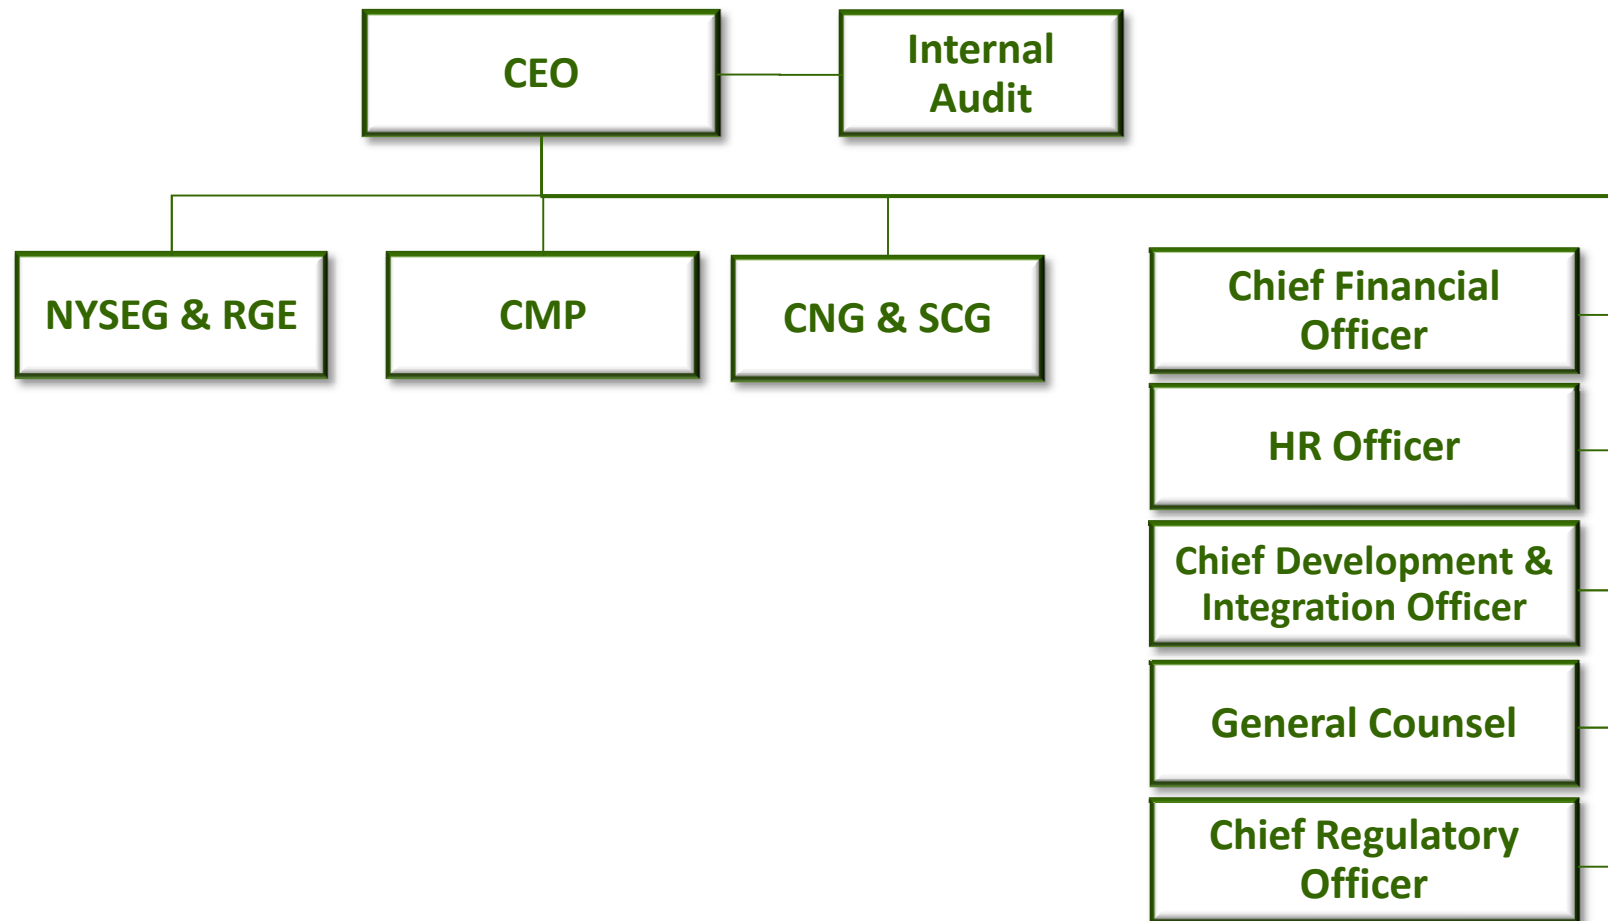 CEO
Internal
Audit
NYSEG & RGE
CMP
CNG & SCG
Chief Financial
Officer
HR Officer
Chief Development &
Integration Officer
General Counsel
Chief Regulatory
Officer